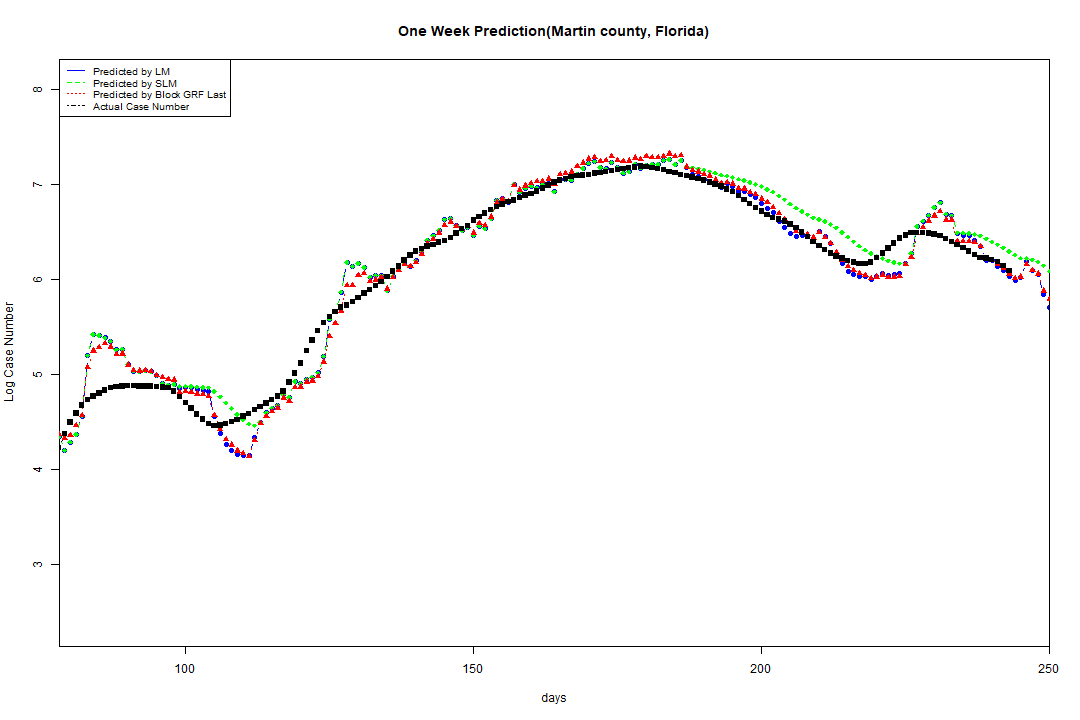 One Week Prediction(Martin county, Florida)
Predicted by LM
Predicted by SLM
Predicted by Block GRF Last
Actual Case Number
8
7
6
5
4
3
Log Case Number
100 150 200 250
days